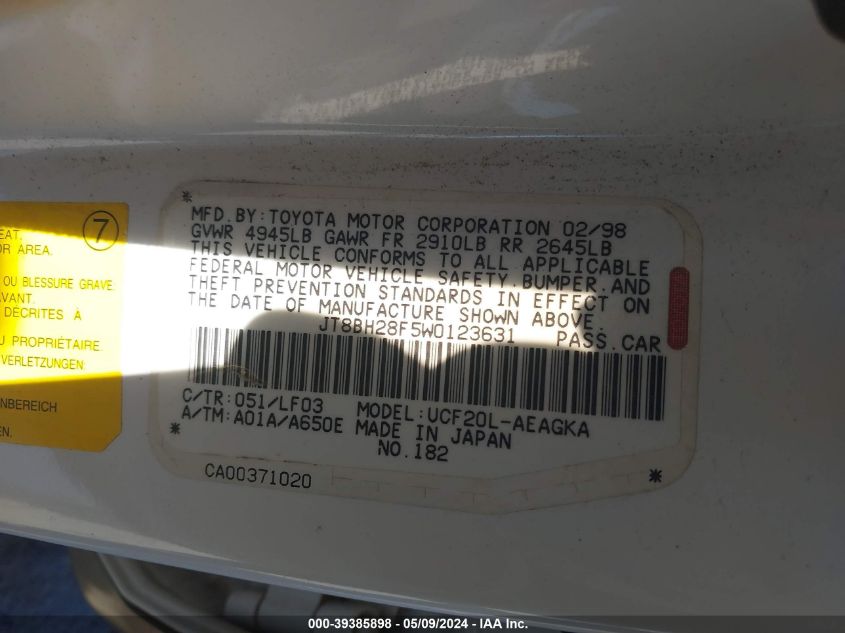 7
EAT,
OR AREA.
OU BLESSURE GRAVE.
AVANT.
DÉCRITES À
U PROPRIÉTAIRE.
VERLETZUNGEN
NBEREICH
MFD.BY:TOYOTA MOTOR CORPORATION 02/98
GVWR 4945LB GAWR FR 2910LB RR 2645LB
THIS VEHICLE CONFORMS TO ALL APPLICABLE
FEDERAL MOTOR VEHICLE SAFETY,BUMPER,AND
THEFT PREVENTION STANDARDS IN EFFECT ON
THE DATE OF MANUFACTURE SHOWN ABOVE.
JT8BH28F5W0123631 PASS.CAR
C/TR:051/LF03 MODEL:UCF20L-AEAGKA
A/TM:A01A/A650E MADE IN JAPAN
NO.182
CA00371020
000-39385898 - 05/09/2024 - IAA Inc.